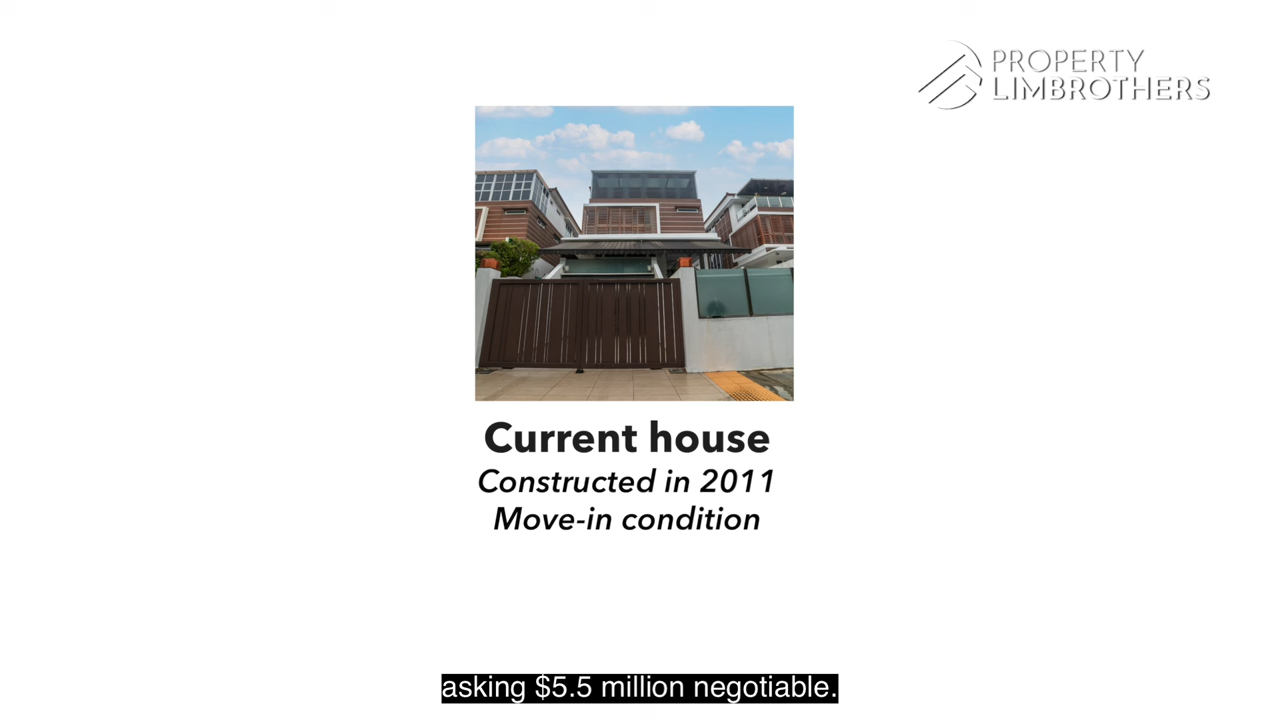 PROPERTY
LIMBROTHERS
Current house
Constructed in 2011
Move-in condition
asking $5.5 million negotiable.